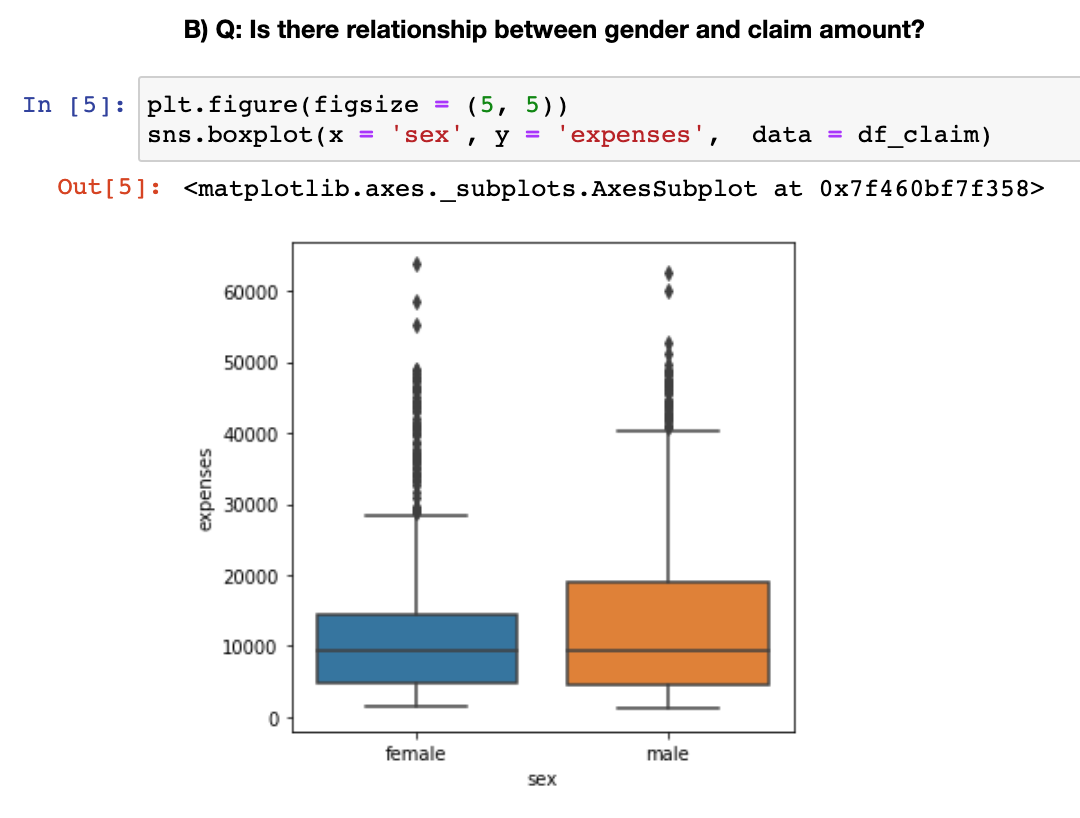 B) Q: Is there relationship between gender and claim amount?
In [5]: plt.figure(figsize = (5, 5))
sns.boxplot(x = 'sex', y = 'expenses',  data = df_claim)
Out[5]: <matplotlib.axes._subplots.AxesSubplot at 0x7f460bf7f358>
60000
50000
40000
30000
20000
10000
0
expenses
female male
sex